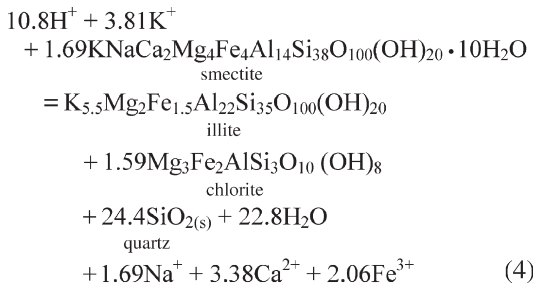 10.8H⁺ + 3.81K⁺
+ 1.69KNaCa₂Mg₄Fe₄Al₁₄Si₃₈O₁₀₀(OH)₂₀ • 10H₂O
smectite
= K₅.₅Mg₂Fe₁.₅Al₂₂Si₃₅O₁₀₀(OH)₂₀
illite
+ 1.59Mg₃Fe₂AlSi₃O₁₀ (OH)₈
chlorite
+ 24.4SiO₂₍ₛ₎ + 22.8H₂O
quartz
+ 1.69Na⁺ + 3.38Ca²⁺ + 2.06Fe³⁺ (4)